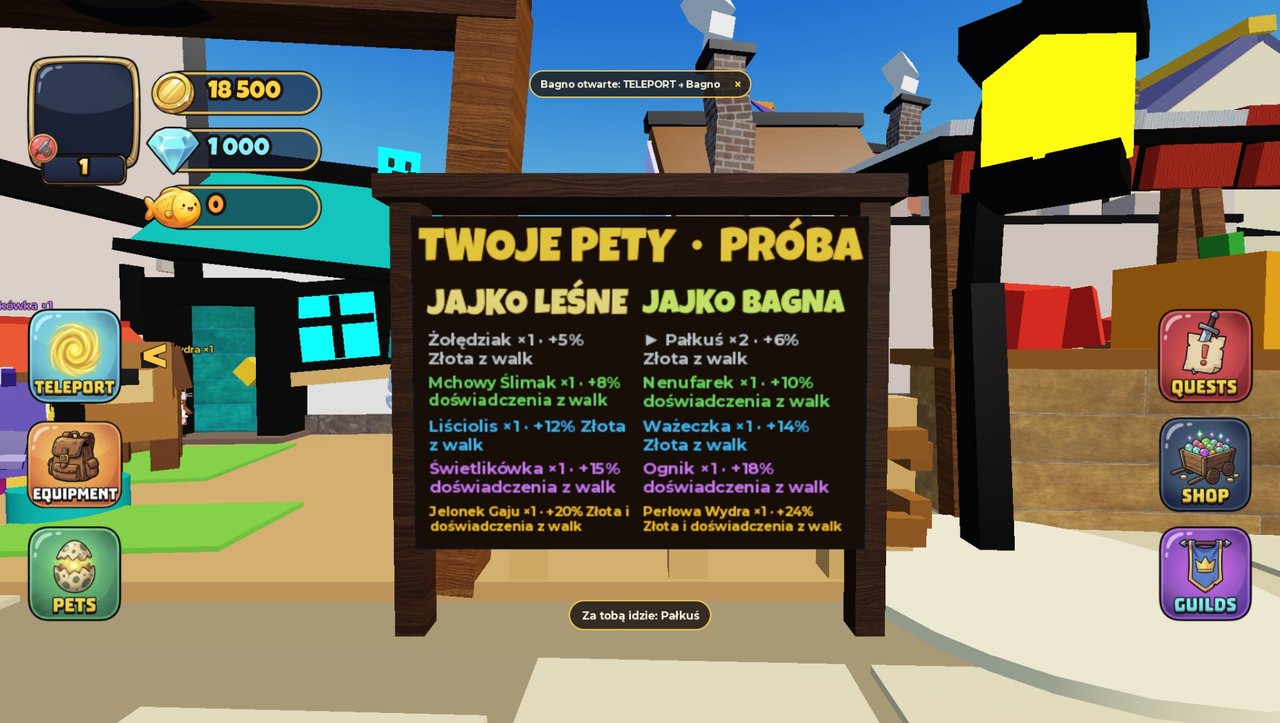 18 500
Bagno otwarte: TELEPORT → Bagno ×
1 000
1
0
TWOJE PETY · PRÓBA
JAJKO LEŚNE
Żołędziak ×1 · +5%
Złota z walk
Mchowy Ślimak ×1 · +8%
doświadczenia z walk
Liściolis ×1 · +12% Złota
z walk
Świetlikówka ×1 · +15%
doświadczenia z walk
Jelonek Gaju ×1 · +20% Złota i
doświadczenia z walk
JAJKO BAGNA
► Pałkuś ×2 · +6%
Złota z walk
Nenufarek ×1 · +10%
doświadczenia z walk
Ważeczka ×1 · +14%
Złota z walk
Ognik ×1 · +18%
doświadczenia z walk
Perłowa Wydra ×1 · +24%
Złota i doświadczenia z walk
kówka ×1
ydra ×1
<
TELEPORT
EQUIPMENT
PETS
QUESTS
SHOP
GUILDS
Za tobą idzie: Pałkuś